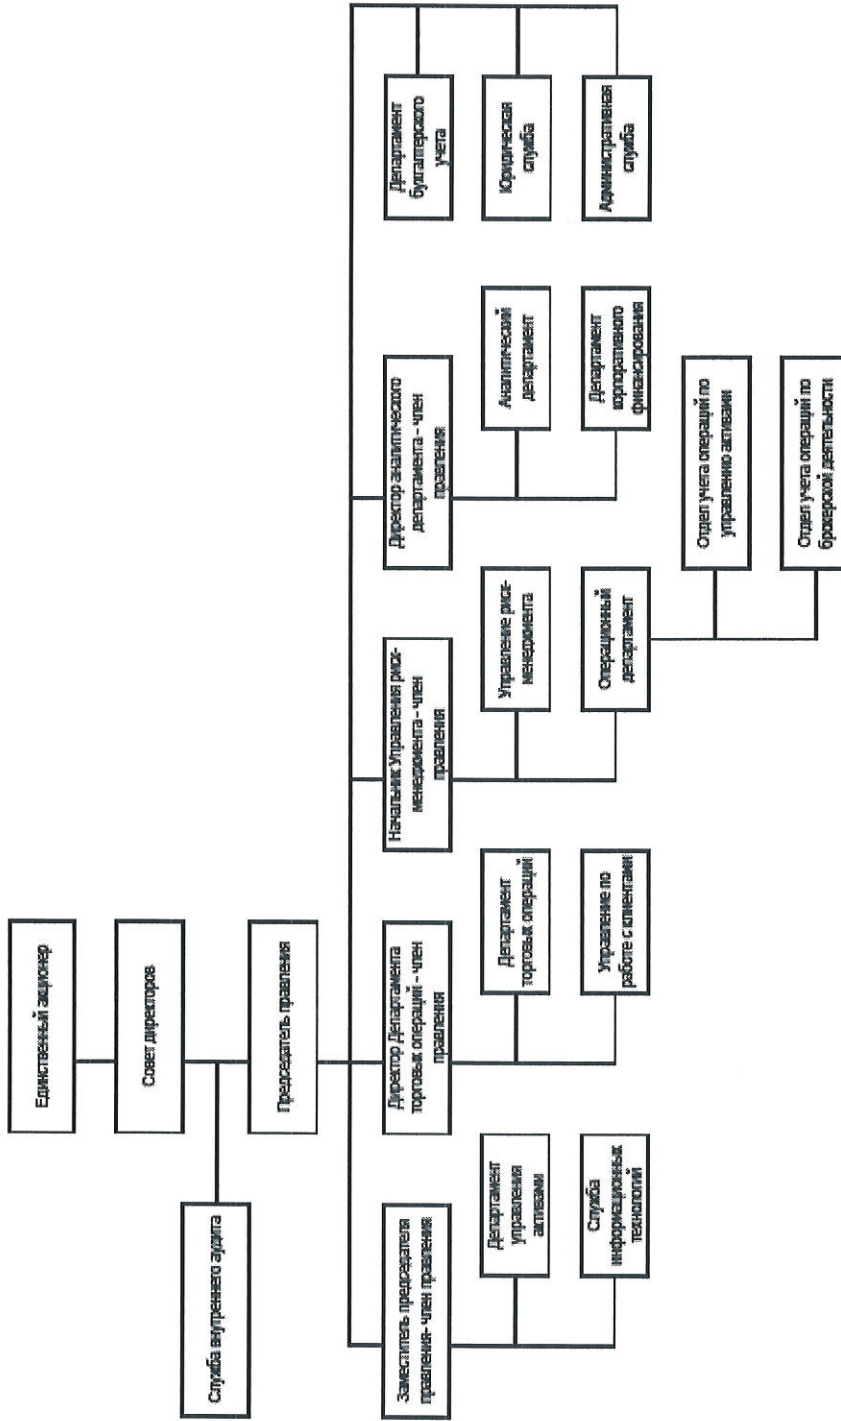 Единственный акционер
Совет директоров
Служба внутреннего аудита
Председатель правления
Заместитель председателя
правления- член правления
Департамент
управления
активами
Служба
информационных
технологий
Директор Департамента
торговых операций – член
правления
Департамент
торговых операций
Управление по
работе с клиентами
Начальник Управления риск-
менеджмента – член
правления
Управление риск-
менеджмента
Операционный
департамент
Отдел учета операций по
управлению активами
Отдел учета операций по
брокерской деятельности
Директор аналитического
департамента – член
правления
Аналитический
департамент
Департамент
корпоративного
финансирования
Департамент
бухгалтерского
учета
Юридическая
служба
Административная
служба